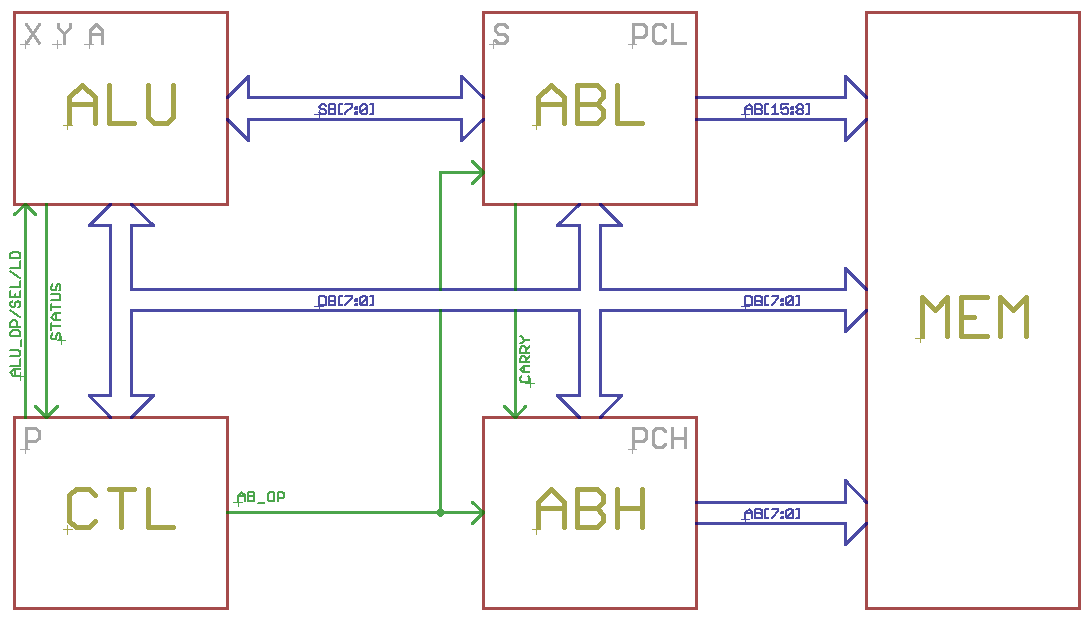 X Y A
ALU
S
PCL
ABL
SB[7:0]
AB[15:8]
ALU_OP/SEL/LD
STATUS
DB[7:0]
DB[7:0]
MEM
CARRY
P
CTL
AB_OP
PCH
ABH
AB[7:0]